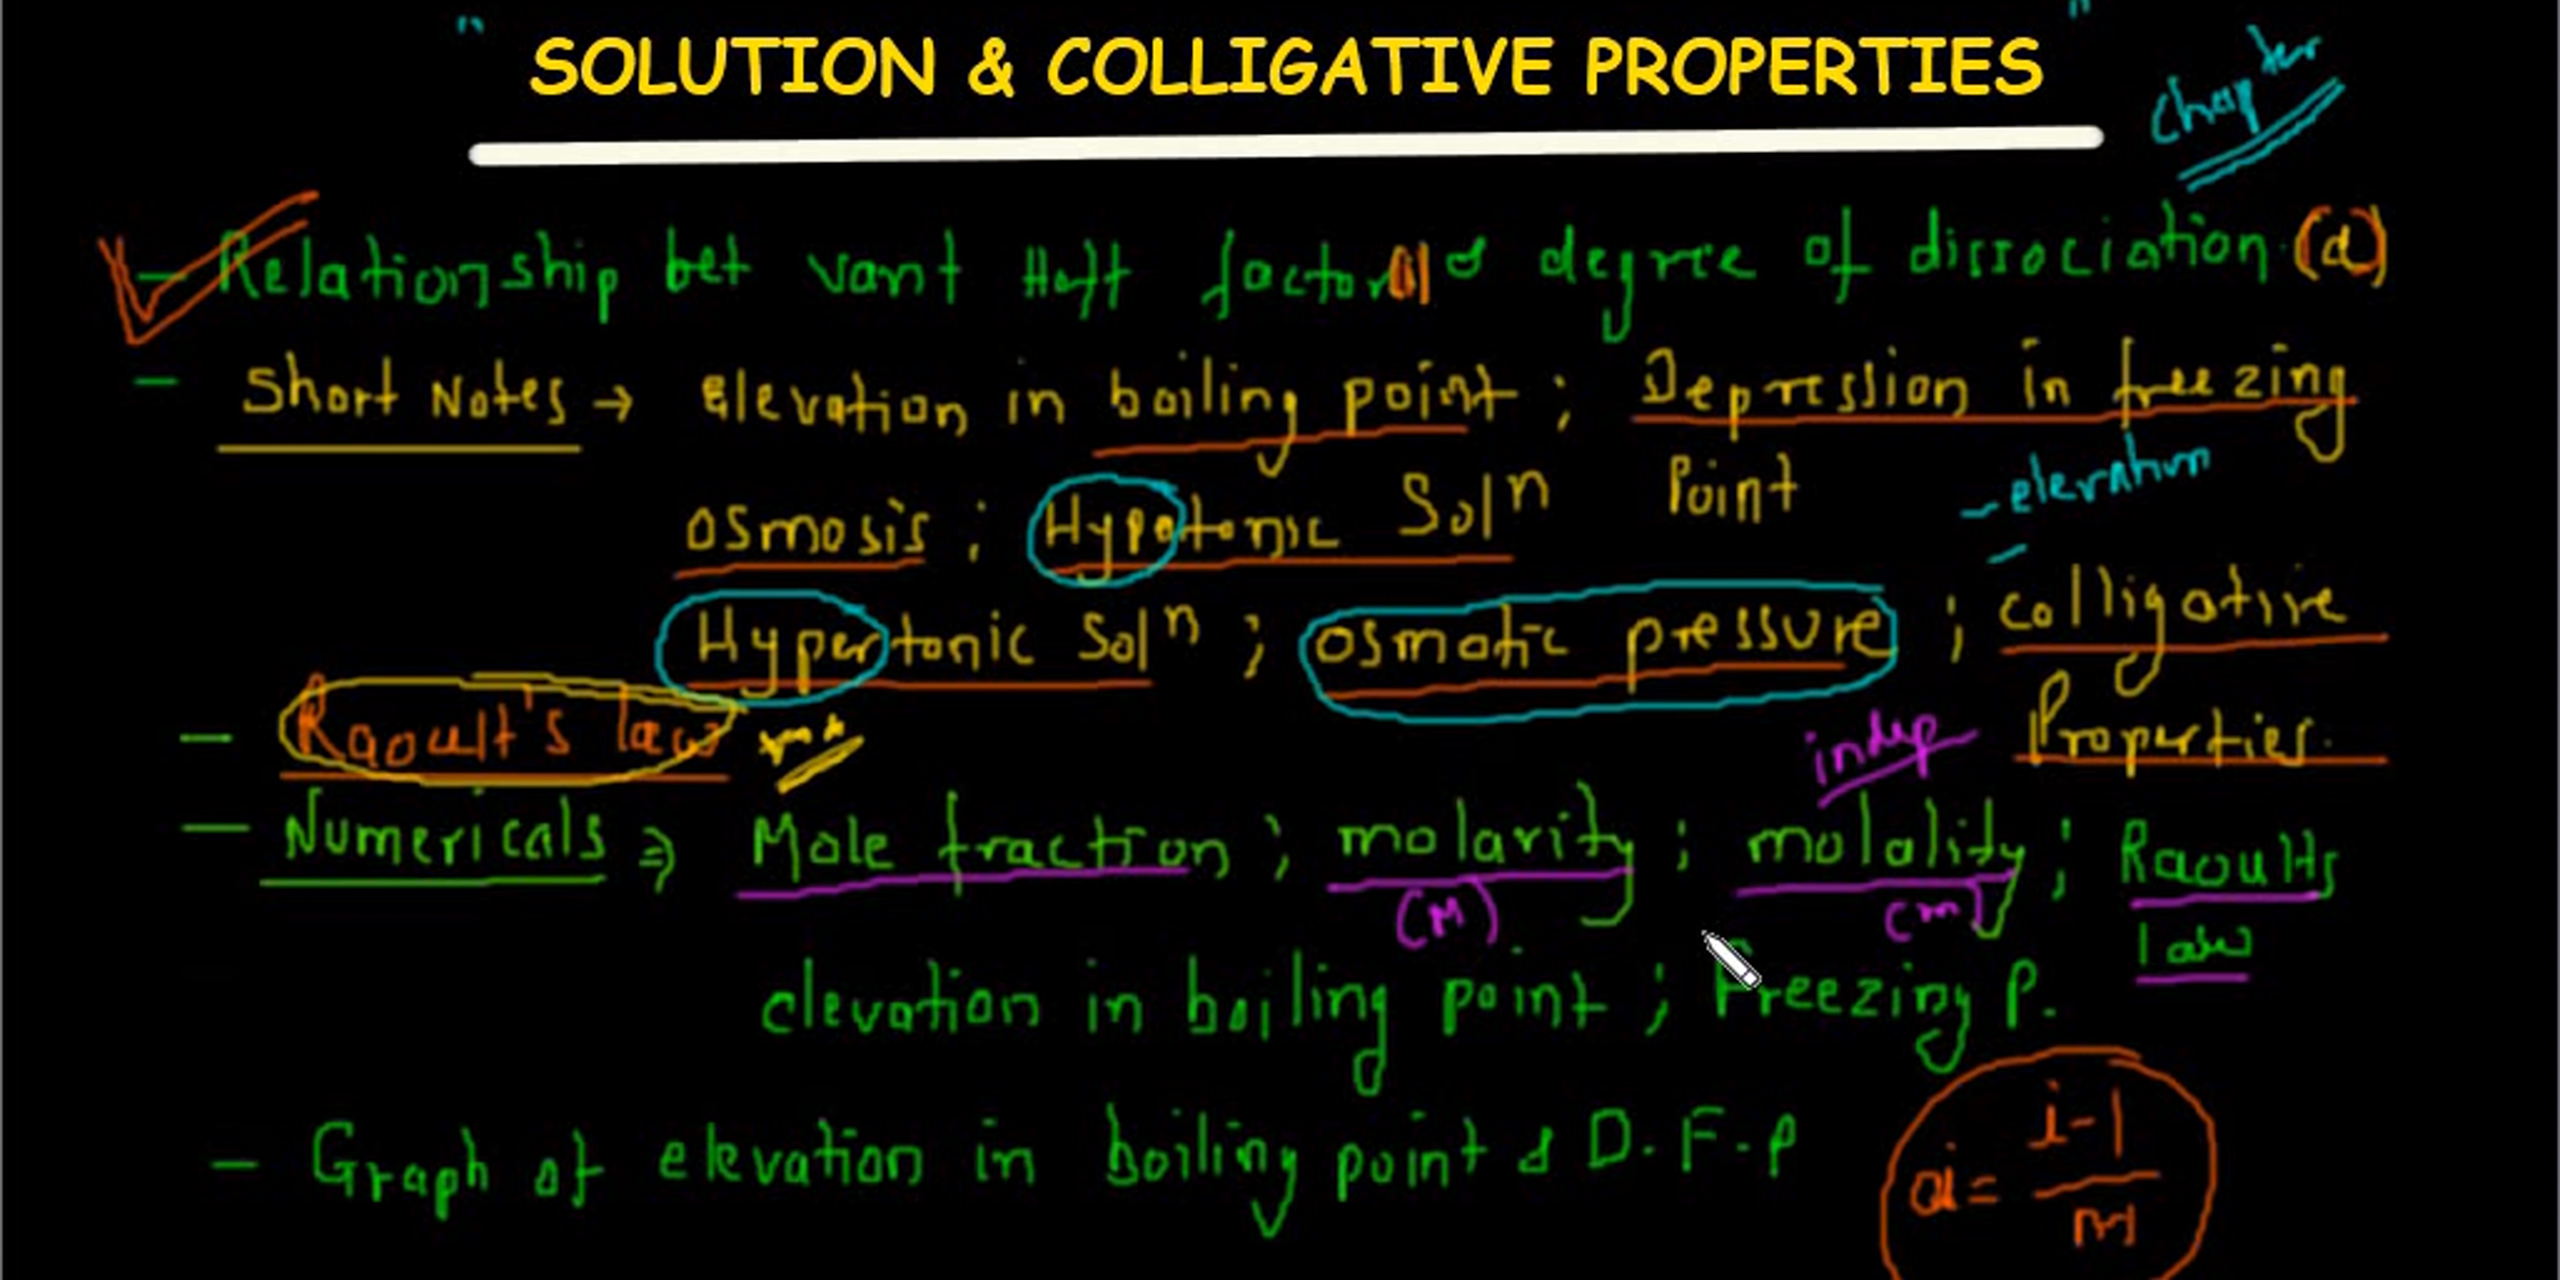 " SOLUTION & COLLIGATIVE PROPERTIES "
Chapter
- Relationship bet vant Hoff factor (i) & degree of dissociation (α)
- Short Notes → Elevation in boiling point ; Depression in freezing
Point
- elevation
-
Osmosis ; Hypotonic Solⁿ
Hypertonic Solⁿ ; osmotic pressure ; colligative
Properties.
- Raoult's law
indep
- Numericals ⇒ Mole fraction ; molarity ; molality ; Raoults
(M) (m) law
elevation in boiling point ; Freezing P.
- Graph of elevation in boiling point & D.F.P
i-1
=